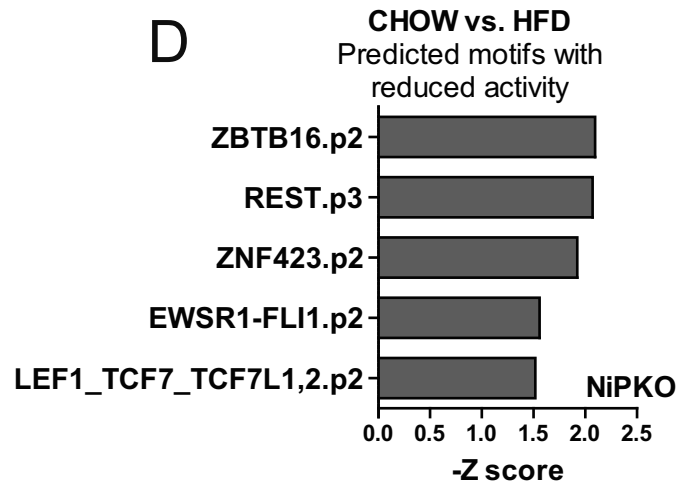 D
CHOW vs. HFD
Predicted motifs with
reduced activity
ZBTB16.p2
REST.p3
ZNF423.p2
EWSR1-FLI1.p2
LEF1_TCF7_TCF7L1,2.p2
NiPKO
0.0 0.5 1.0 1.5 2.0 2.5
-Z score